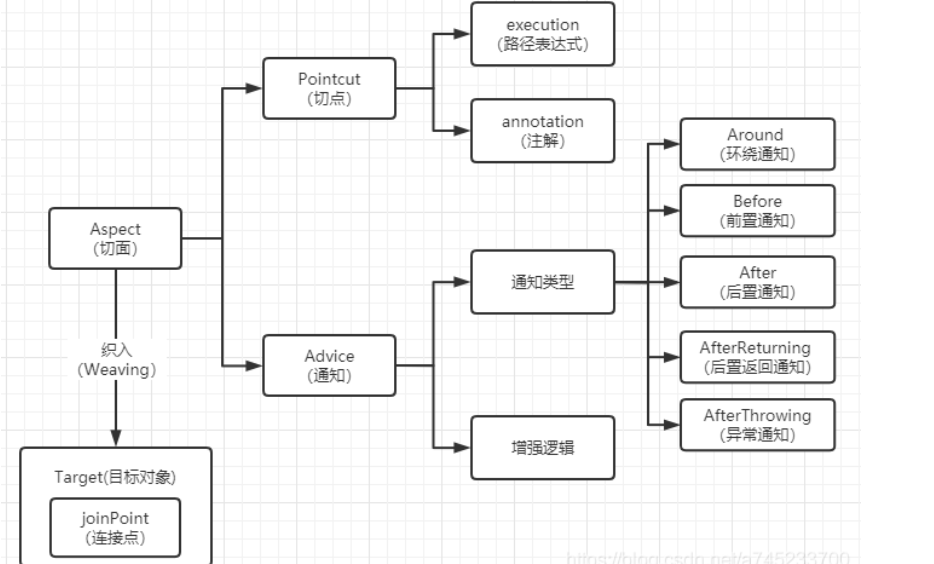 execution
(路径表达式)
Pointcut
(切点)
annotation
(注解)
Around
(环绕通知)
Before
(前置通知)
Aspect
(切面)
After
(后置通知)
通知类型
织入
(Weaving)
Advice
(通知)
AfterReturning
(后置返回通知)
AfterThrowing
(异常通知)
增强逻辑
Target(目标对象)
joinPoint
(连接点)
https://blog.csdn.net/a745233700